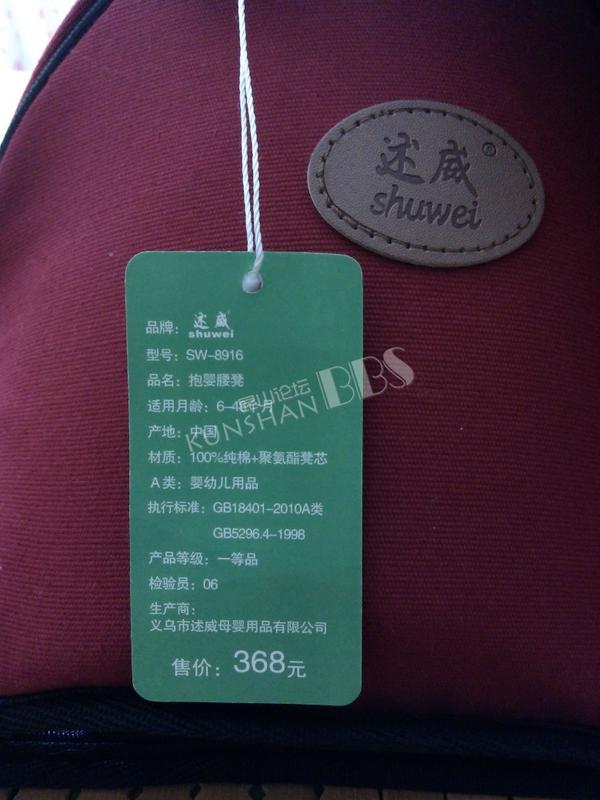 述威®
shuwei
品牌：述威
shuwei
型号：SW-8916
品名：抱婴腰凳
适用月龄：6-48个月
产地：中国
材质：100%纯棉+聚氨酯凳芯
A类：婴幼儿用品
执行标准：GB18401-2010A类
GB5296.4-1998
产品等级：一等品
检验员：06
生产商：
义乌市述威母婴用品有限公司
售价：368元
昆山论坛
KUNSHAN BBS